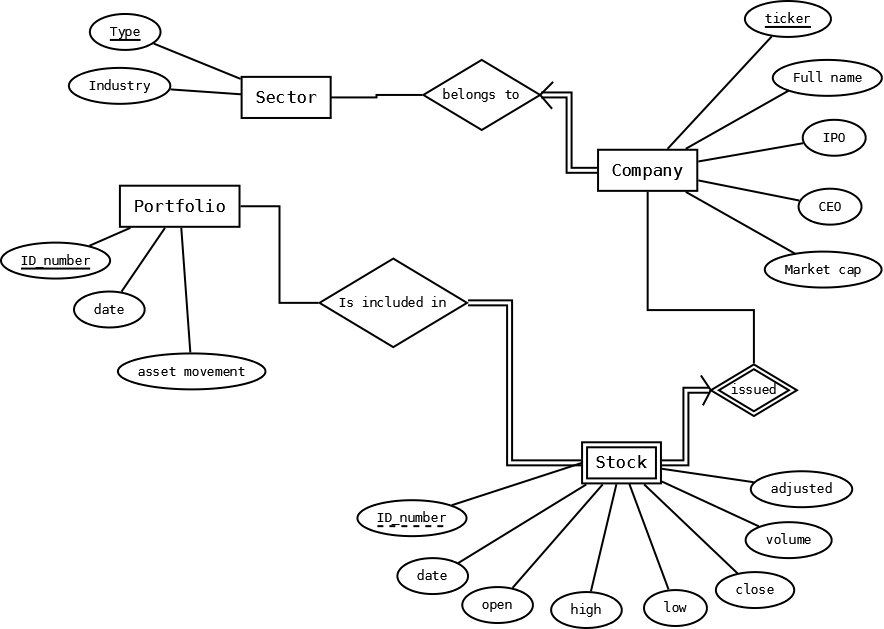 ticker
Type
Full name
Industry
Sector
belongs to
IPO
Company
CEO
Portfolio
ID_number
Market cap
date
Is included in
asset movement
issued
Stock
adjusted
ID_number
volume
date
close
open
high
low